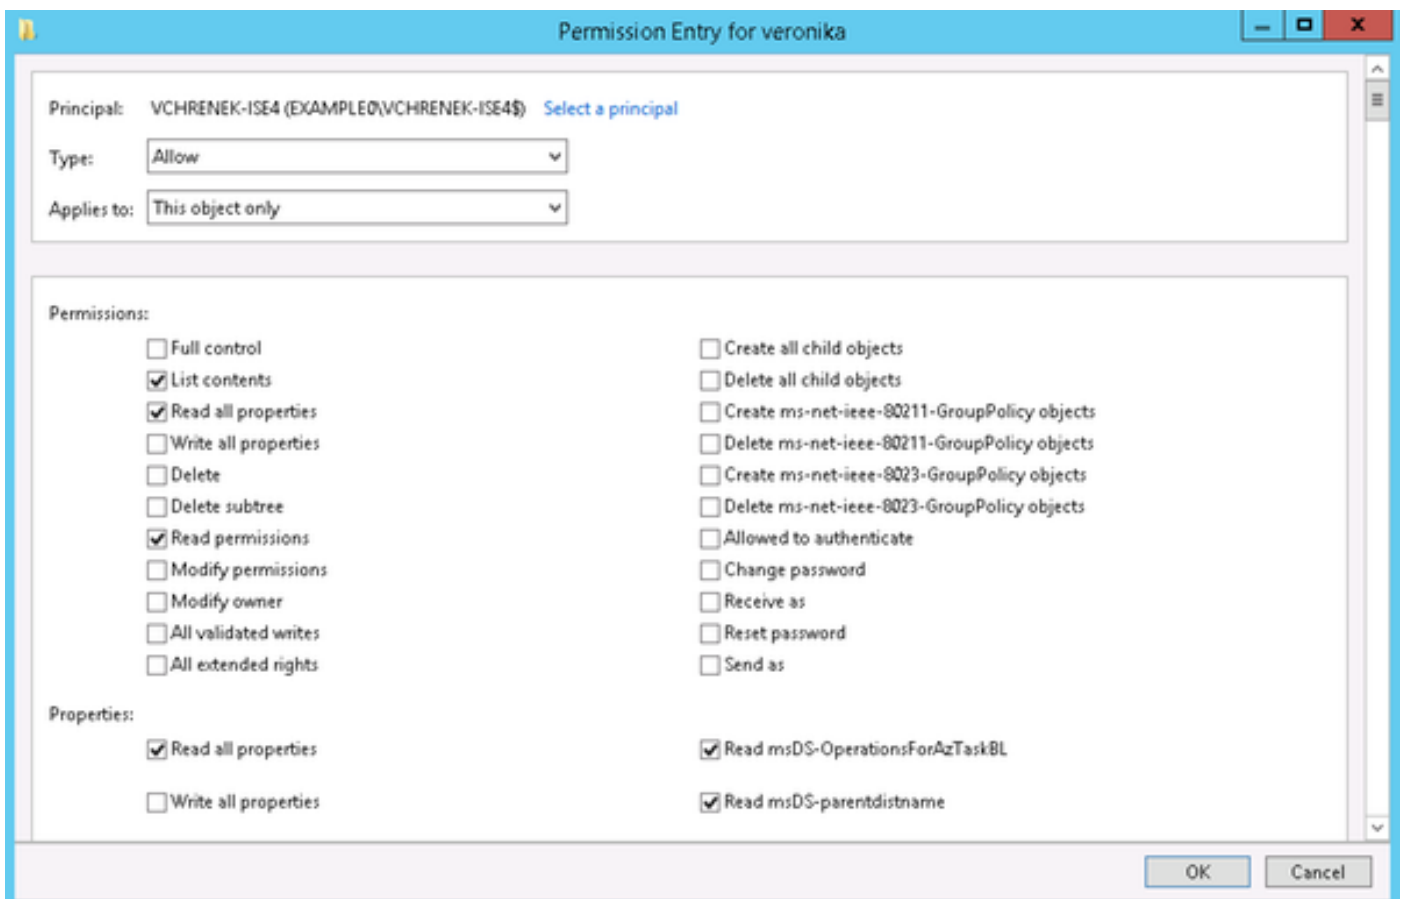 Permission Entry for veronika
Principal: VCHRENEK-ISE4 (EXAMPLE0\VCHRENEK-ISE4$) Select a principal
Type: Allow
Applies to: This object only
Permissions:
Full control Create all child objects
List contents Delete all child objects
Read all properties Create ms-net-ieee-80211-GroupPolicy objects
Write all properties Delete ms-net-ieee-80211-GroupPolicy objects
Delete Create ms-net-ieee-8023-GroupPolicy objects
Delete subtree Delete ms-net-ieee-8023-GroupPolicy objects
Read permissions Allowed to authenticate
Modify permissions Change password
Modify owner Receive as
All validated writes Reset password
All extended rights Send as
Properties:
Read all properties Read msDS-OperationsForAzTaskBL
Write all properties Read msDS-parentdistname
OK Cancel